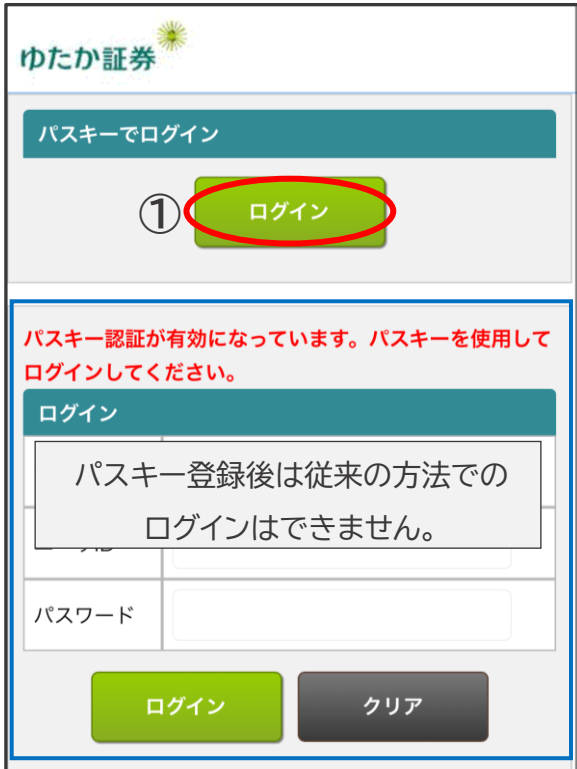 ゆたか証券
パスキーでログイン
① ログイン
パスキー認証が有効になっています。パスキーを使用して
ログインしてください。
ログイン
パスキー登録後は従来の方法での
ログインはできません。
パスワード
ログイン クリア